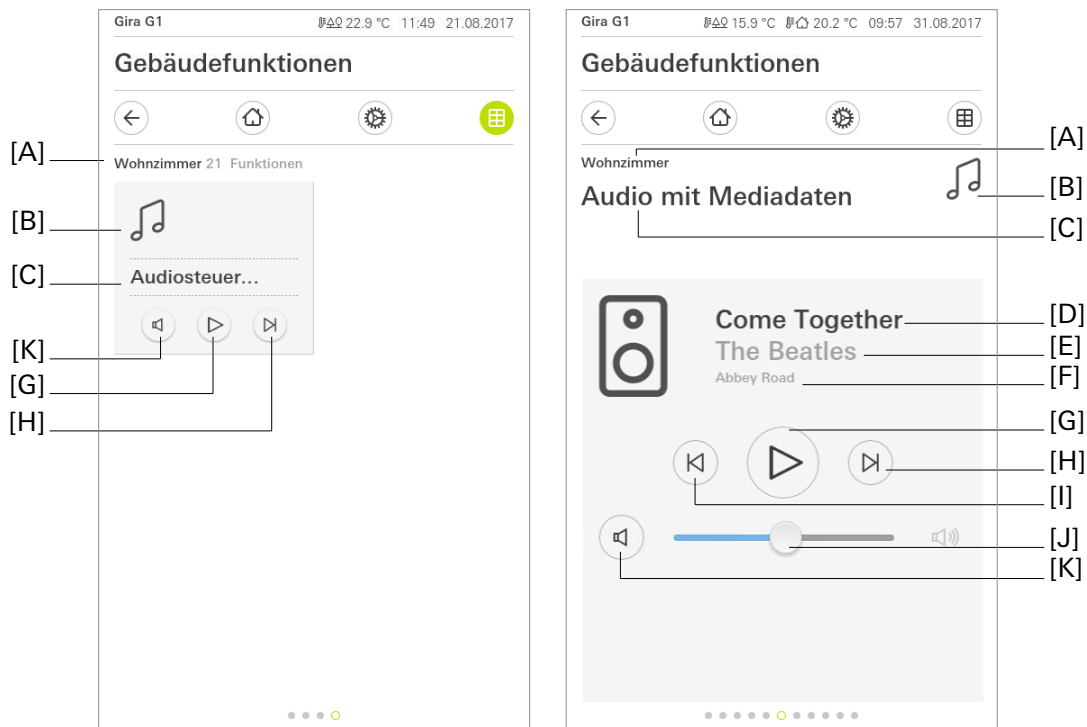 Gira G1 22.9 °C 11:49 21.08.2017
Gebäudefunktionen
[A] Wohnzimmer 21 Funktionen
[B]
[C] Audiosteuer...
[K]
[G]
[H]
Gira G1 15.9 °C 20.2 °C 09:57 31.08.2017
Gebäudefunktionen
[A]
Wohnzimmer
[B]
Audio mit Mediadaten
[C]
Come Together [D]
The Beatles [E]
Abbey Road [F]
[G]
[H]
[I]
[J]
[K]